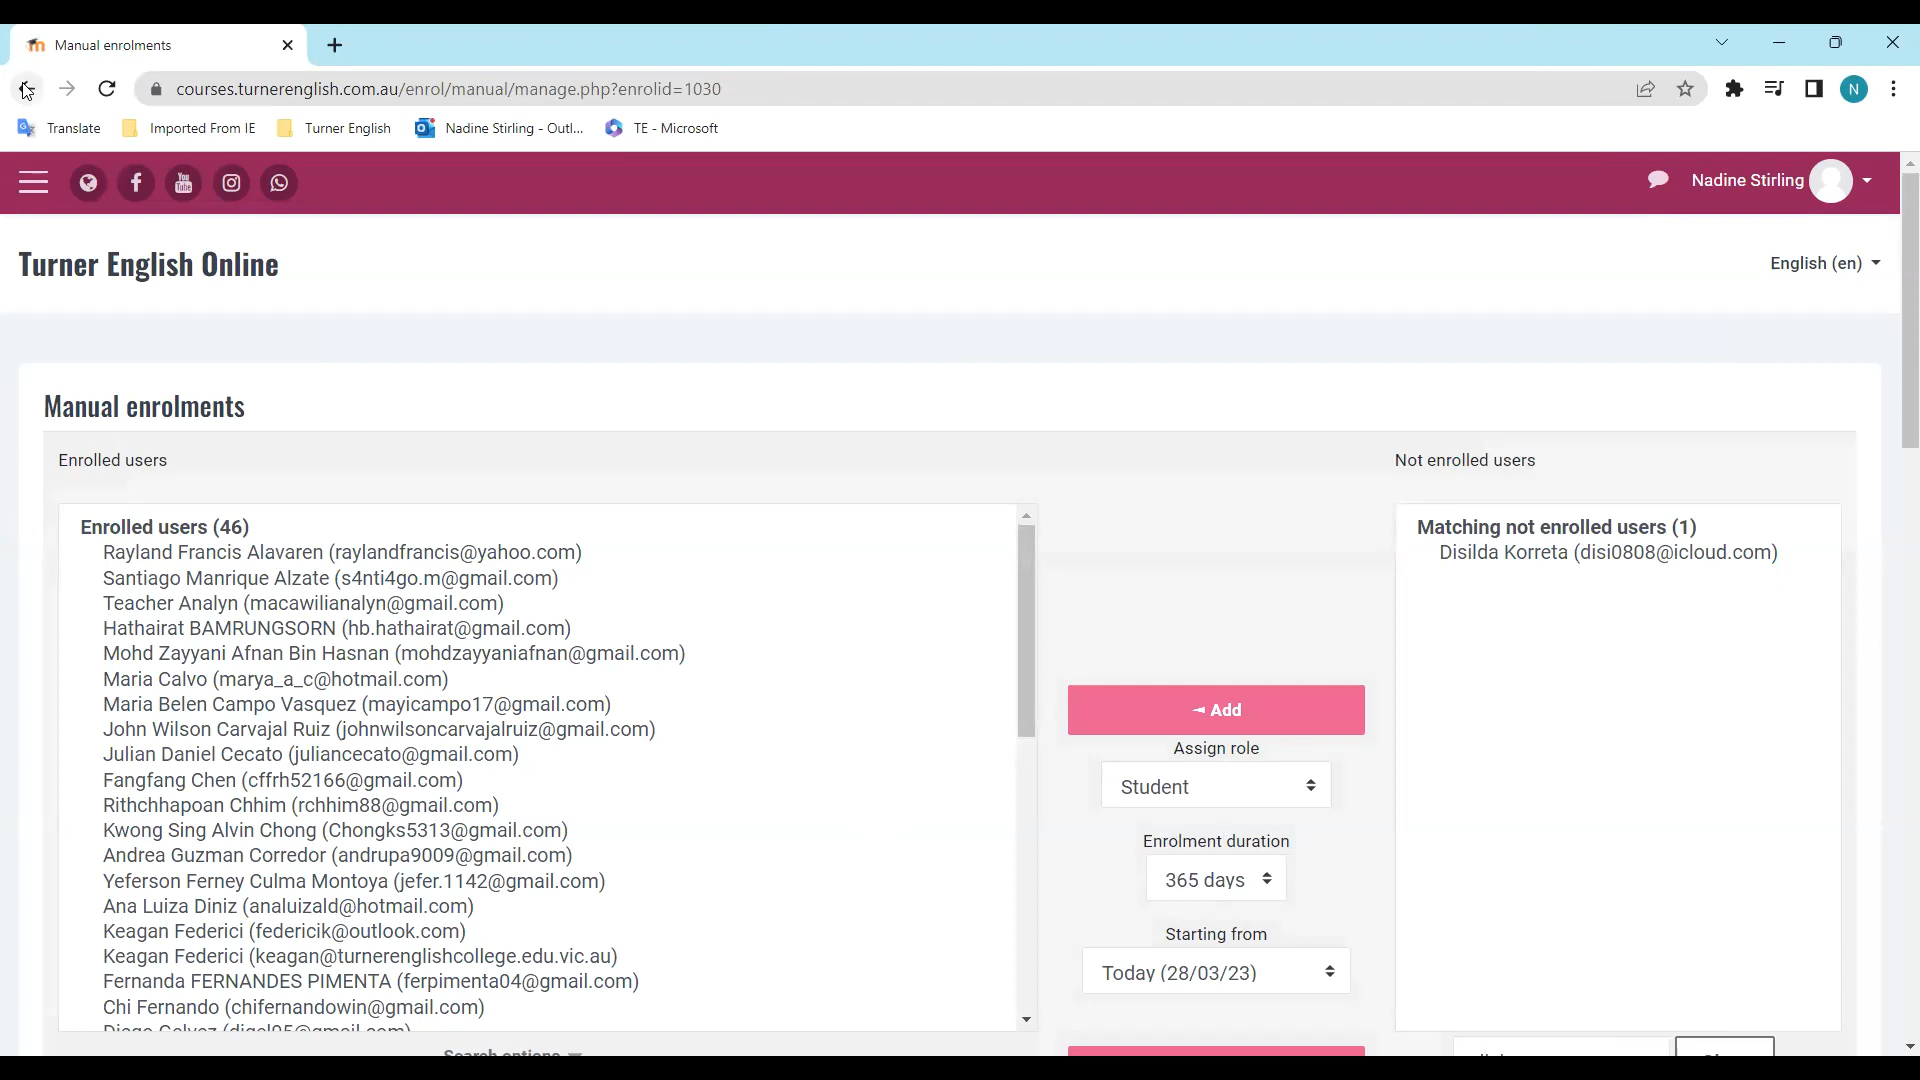 Manual enrolments
courses.turnerenglish.com.au/enrol/manual/manage.php?enrolid=1030
N
Translate
Imported From IE
Turner English
Nadine Stirling - Outl...
TE - Microsoft
You Tube
Nadine Stirling
Turner English Online
English (en)
Manual enrolments
Enrolled users
Not enrolled users
Enrolled users (46)
Rayland Francis Alavaren (raylandfrancis@yahoo.com)
Santiago Manrique Alzate (s4nti4go.m@gmail.com)
Teacher Analyn (macawilianalyn@gmail.com)
Hathairat BAMRUNGSORN (hb.hathairat@gmail.com)
Mohd Zayyani Afnan Bin Hasnan (mohdzayyaniafnan@gmail.com)
Maria Calvo (marya_a_c@hotmail.com)
Maria Belen Campo Vasquez (mayicampo17@gmail.com)
John Wilson Carvajal Ruiz (johnwilsoncarvajalruiz@gmail.com)
Julian Daniel Cecato (juliancecato@gmail.com)
Fangfang Chen (cffrh52166@gmail.com)
Rithchhapoan Chhim (rchhim88@gmail.com)
Kwong Sing Alvin Chong (Chongks5313@gmail.com)
Andrea Guzman Corredor (andrupa9009@gmail.com)
Yeferson Ferney Culma Montoya (jefer.1142@gmail.com)
Ana Luiza Diniz (analuizald@hotmail.com)
Keagan Federici (federicik@outlook.com)
Keagan Federici (keagan@turnerenglishcollege.edu.vic.au)
Fernanda FERNANDES PIMENTA (ferpimenta04@gmail.com)
Chi Fernando (chifernandowin@gmail.com)
Search options
◄ Add
Assign role
Student
Enrolment duration
365 days
Starting from
Today (28/03/23)
Matching not enrolled users (1)
Disilda Korreta (disi0808@icloud.com)